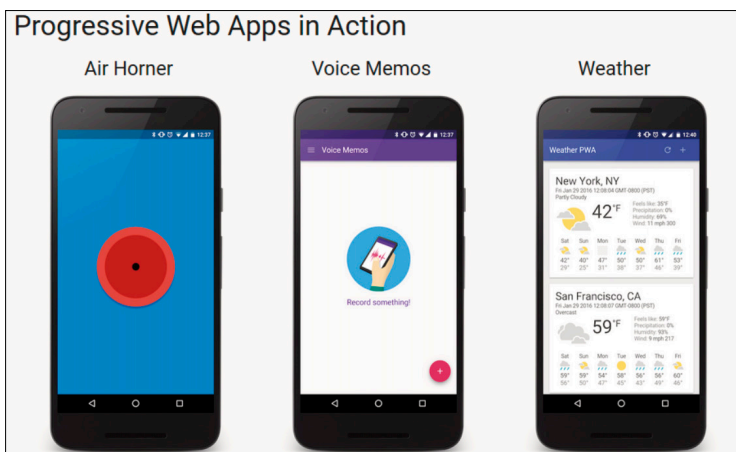 Progressive Web Apps in Action
Air Horner
Voice Memos
Weather
12:37
12:37
Voice Memos
Record something!
+
12:40
Weather PWA
+
New York, NY
Fri Jan 29 2016 12:08:04 GMT-0800 (PST)
Partly Cloudy
42°F
Feels like: 35°F
Precipitation: 0%
Humidity: 69%
Wind: 11 mph 300
Sat Sun Mon Tue Wed Thu Fri
42° 40° 47° 50° 50° 61° 53°
29° 25° 31° 38° 37° 46° 39°
San Francisco, CA
Fri Jan 29 2016 12:08:07 GMT-0800 (PST)
Overcast
59°F
Feels like: 59°F
Precipitation: 0%
Humidity: 93%
Wind: 9 mph 217
Sat Sun Mon Tue Wed Thu Fri
59° 59° 54° 58° 56° 56° 60°
56° 50° 47° 45° 43° 49° 46°